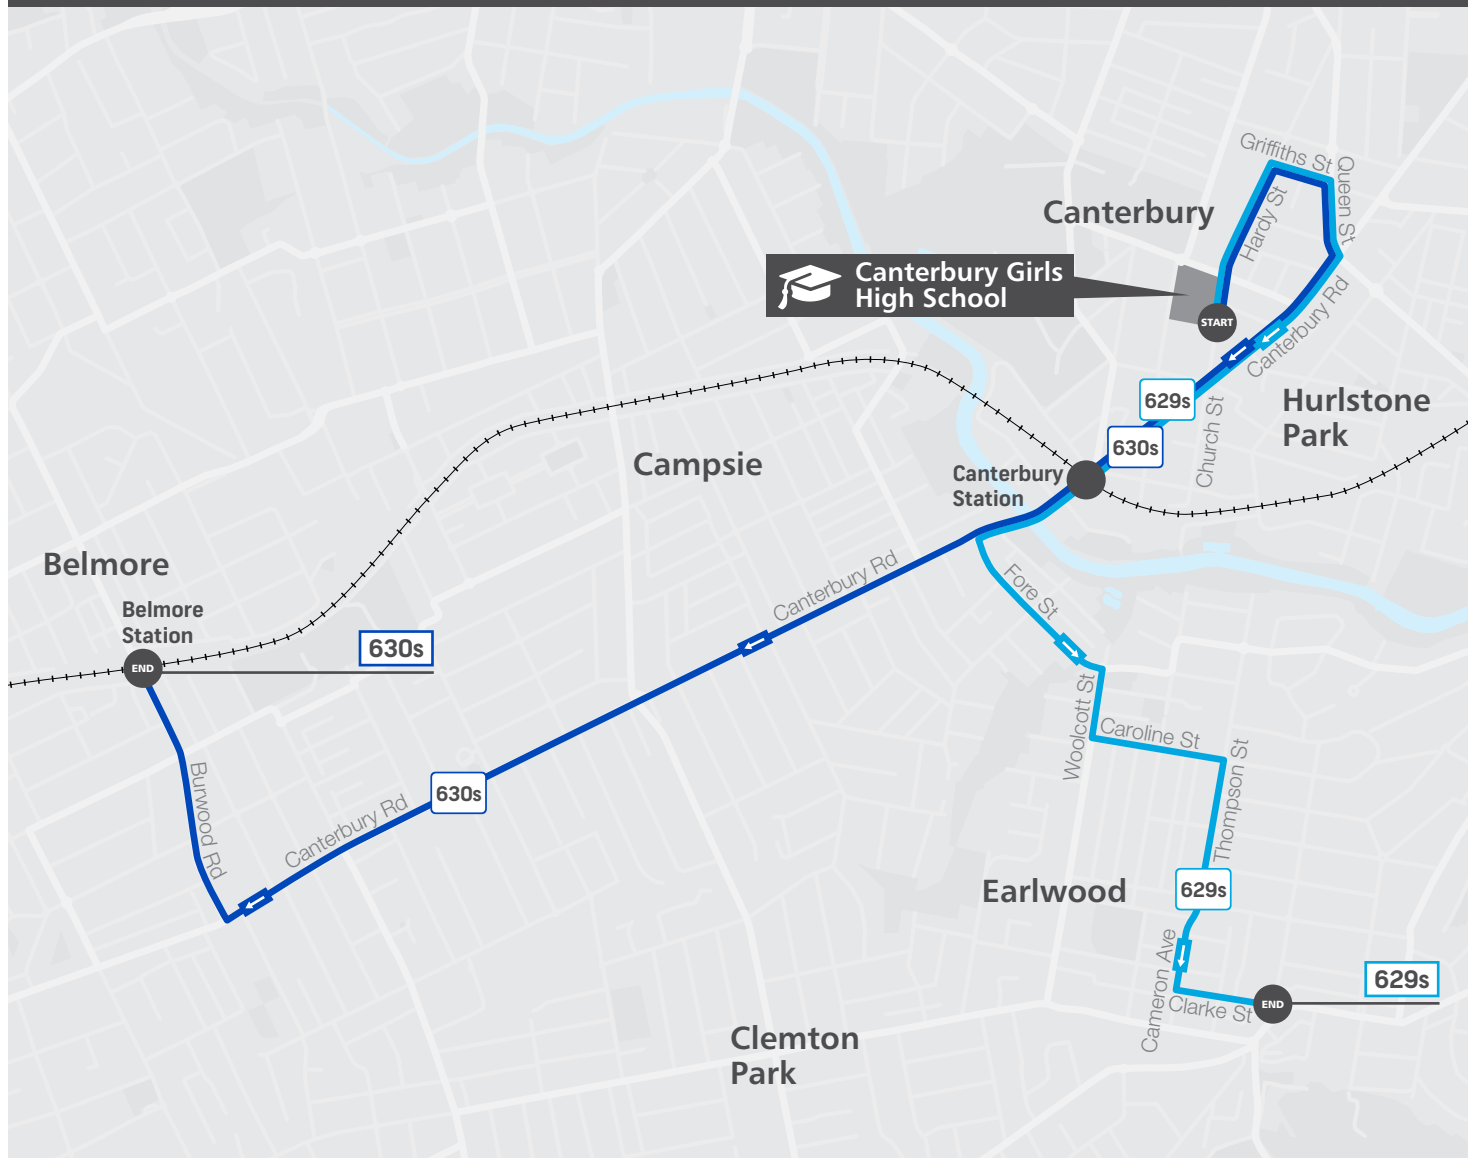 Griffiths St
Queen St
Hardy St
Canterbury
Canterbury Girls
High School
START
Canterbury Rd
629s
Church St
Hurlstone
Park
630s
Campsie
Canterbury
Station
Belmore
Belmore
Station
630s
END
Canterbury Rd
Fore St
Woolcott St
Caroline St
Thompson St
Burwood Rd
630s
Canterbury Rd
Earlwood
629s
Cameron Ave
629s
Clarke St
END
Clemton
Park